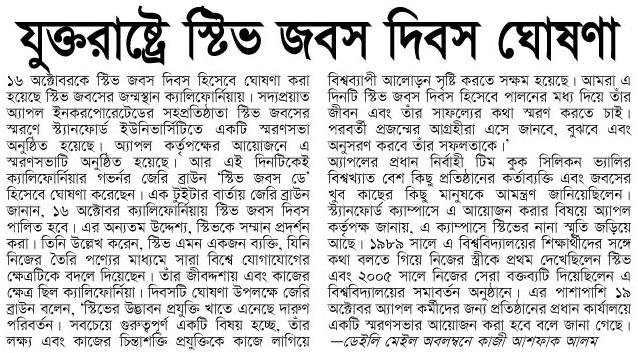 যুক্তরাষ্ট্রে স্টিভ জবস দিবস ঘোষণা
১৬ অক্টোবরকে স্টিভ জবস দিবস হিসেবে ঘোষণা করা
হয়েছে স্টিভ জবসের জন্মস্থান ক্যালিফোর্নিয়ায়। সদ্যপ্রয়াত
অ্যাপল ইনকরপোরেটেডের সহপ্রতিষ্ঠাতা স্টিভ জবসের
স্মরণে স্ট্যানফোর্ড ইউনিভার্সিটিতে একটি স্মরণসভা
অনুষ্ঠিত হয়েছে। অ্যাপল কর্তৃপক্ষের আয়োজনে এ
স্মরণসভাটি অনুষ্ঠিত হয়েছে। আর এই দিনটিকেই
ক্যালিফোর্নিয়ার গভর্নর জেরি ব্রাউন ‘স্টিভ জবস ডে’
হিসেবে ঘোষণা করেছেন। এক টুইটার বার্তায় জেরি ব্রাউন
জানান, ১৬ অক্টোবর ক্যালিফোর্নিয়ায় স্টিভ জবস দিবস
পালিত হবে। এর অন্যতম উদ্দেশ্য, স্টিভকে সম্মান প্রদর্শন
করা। তিনি উল্লেখ করেন, স্টিভ এমন একজন ব্যক্তি, যিনি
নিজের তৈরি পণ্যের মাধ্যমে সারা বিশ্বে যোগাযোগের
ক্ষেত্রটিকে বদলে দিয়েছেন। তাঁর জীবদ্দশায় এবং কাজের
ক্ষেত্র ছিল ক্যালিফোর্নিয়া। দিবসটি ঘোষণা উপলক্ষে জেরি
ব্রাউন বলেন, ‘স্টিভের উদ্ভাবন প্রযুক্তি খাতে এনেছে দারুণ
পরিবর্তন। সবচেয়ে গুরুত্বপূর্ণ একটি বিষয় হচ্ছে, তাঁর
লক্ষ্য এবং কাজের চিন্তাশক্তি প্রযুক্তিকে কাজে লাগিয়ে
বিশ্বব্যাপী আলোড়ন সৃষ্টি করতে সক্ষম হয়েছে। আমরা এ
দিনটি স্টিভ জবস দিবস হিসেবে পালনের মধ্য দিয়ে তাঁর
জীবন এবং তাঁর সাফল্যের কথা স্মরণ করতে চাই।
পরবর্তী প্রজন্মের আগ্রহীরা এসে জানবে, বুঝবে এবং
অনুসরণ করবে তাঁর সফলতাকে।’
অ্যাপলের প্রধান নির্বাহী টিম কুক সিলিকন ভ্যালির
বিশ্বখ্যাত বেশ কিছু প্রতিষ্ঠানের কর্তাব্যক্তি এবং জবসের
খুব কাছের কিছু মানুষকে আমন্ত্রণ জানিয়েছিলেন।
স্ট্যানফোর্ড ক্যাম্পাসে এ আয়োজন করার বিষয়ে অ্যাপল
কর্তৃপক্ষ জানায়, এ ক্যাম্পাসে স্টিভের নানা স্মৃতি জড়িয়ে
আছে। ১৯৮৯ সালে এ বিশ্ববিদ্যালয়ের শিক্ষার্থীদের সঙ্গে
কথা বলতে গিয়ে নিজের স্ত্রীকে প্রথম দেখেছিলেন স্টিভ
এবং ২০০৫ সালে নিজের সেরা বক্তব্যটি দিয়েছিলেন এ
বিশ্ববিদ্যালয়ের সমাবর্তন অনুষ্ঠানে। এর পাশাপাশি ১৯
অক্টোবর অ্যাপল কর্মীদের জন্য প্রতিষ্ঠানের প্রধান কার্যালয়ে
একটি স্মরণসভার আয়োজন করা হবে বলে জানা গেছে।
—ডেইলি মেইল অবলম্বনে কাজী আশফাক আলম